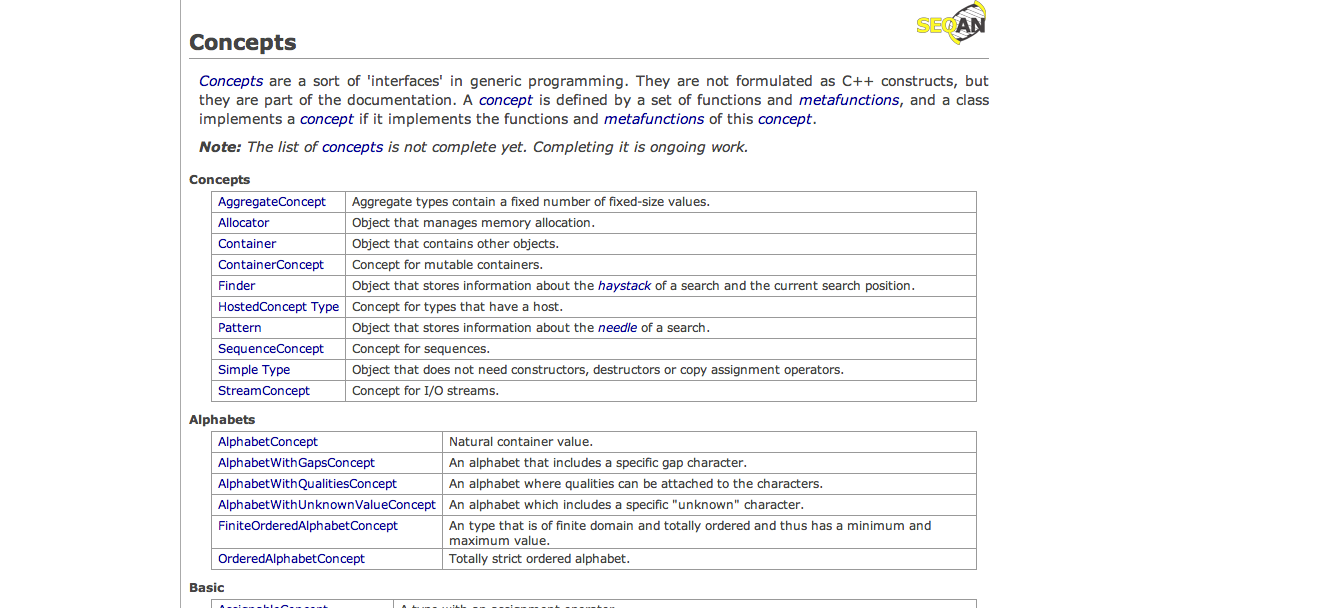 SEQAN
Concepts
Concepts are a sort of 'interfaces' in generic programming. They are not formulated as C++ constructs, but
they are part of the documentation. A concept is defined by a set of functions and metafunctions, and a class
implements a concept if it implements the functions and metafunctions of this concept.
Note: The list of concepts is not complete yet. Completing it is ongoing work.
Concepts
AggregateConcept Aggregate types contain a fixed number of fixed-size values.
Allocator Object that manages memory allocation.
Container Object that contains other objects.
ContainerConcept Concept for mutable containers.
Finder Object that stores information about the haystack of a search and the current search position.
HostedConcept Type Concept for types that have a host.
Pattern Object that stores information about the needle of a search.
SequenceConcept Concept for sequences.
Simple Type Object that does not need constructors, destructors or copy assignment operators.
StreamConcept Concept for I/O streams.
Alphabets
AlphabetConcept Natural container value.
AlphabetWithGapsConcept An alphabet that includes a specific gap character.
AlphabetWithQualitiesConcept An alphabet where qualities can be attached to the characters.
AlphabetWithUnknownValueConcept An alphabet which includes a specific "unknown" character.
FiniteOrderedAlphabetConcept An type that is of finite domain and totally ordered and thus has a minimum and
maximum value.
OrderedAlphabetConcept Totally strict ordered alphabet.
Basic
AssignableConcept A type with an assignment operator.